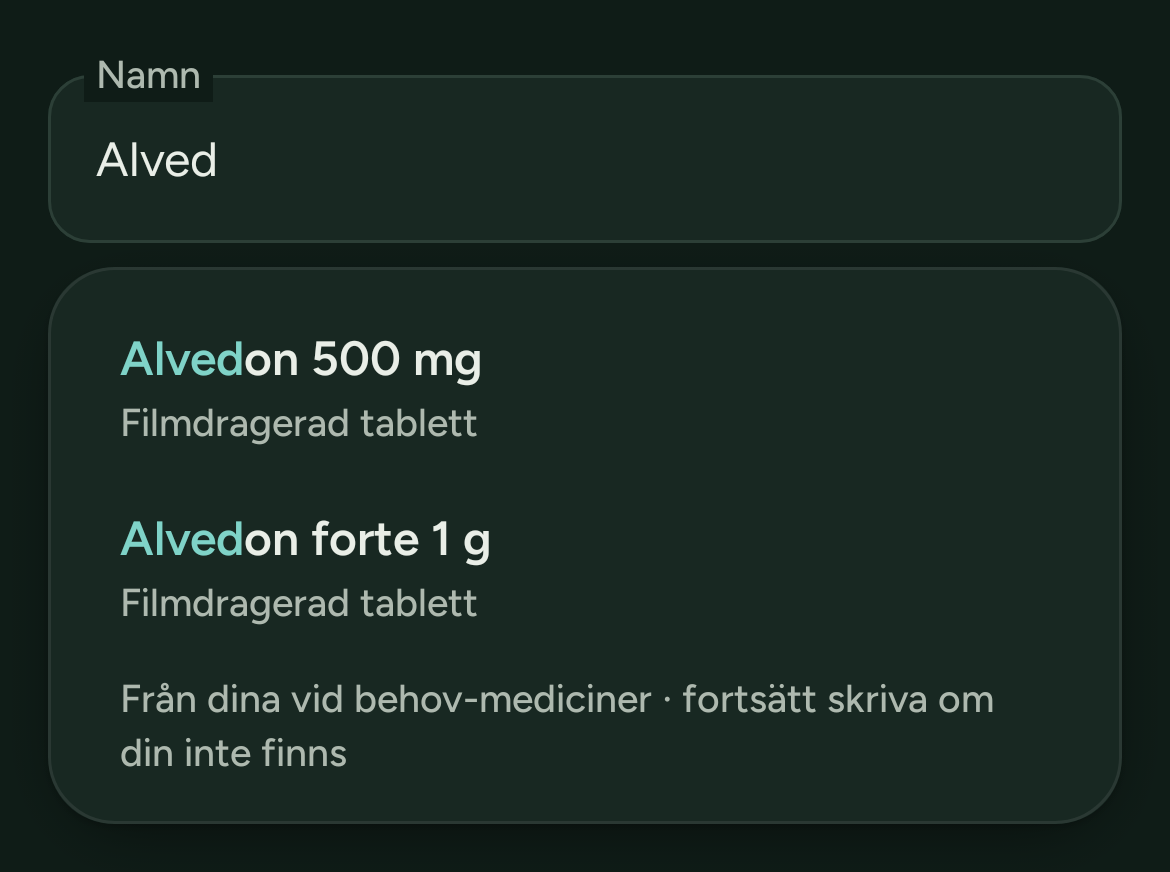 Namn
Alved
Alvedon 500 mg
Filmdragerad tablett
Alvedon forte 1 g
Filmdragerad tablett
Från dina vid behov-mediciner · fortsätt skriva om
din inte finns